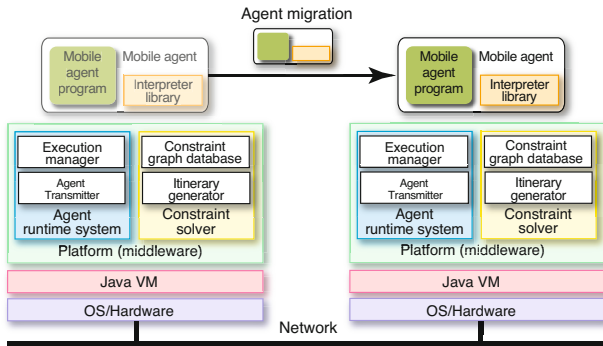 Agent migration
Mobile agent program
Mobile agent
Interpreter library
Mobile agent program
Mobile agent
Interpreter library
Execution manager
Constraint graph database
Agent Transmitter
Itinerary generator
Agent runtime system
Constraint solver
Platform (middleware)
Java VM
OS/Hardware
Execution manager
Constraint graph database
Agent Transmitter
Itinerary generator
Agent runtime system
Constraint solver
Platform (middleware)
Java VM
OS/Hardware
Network